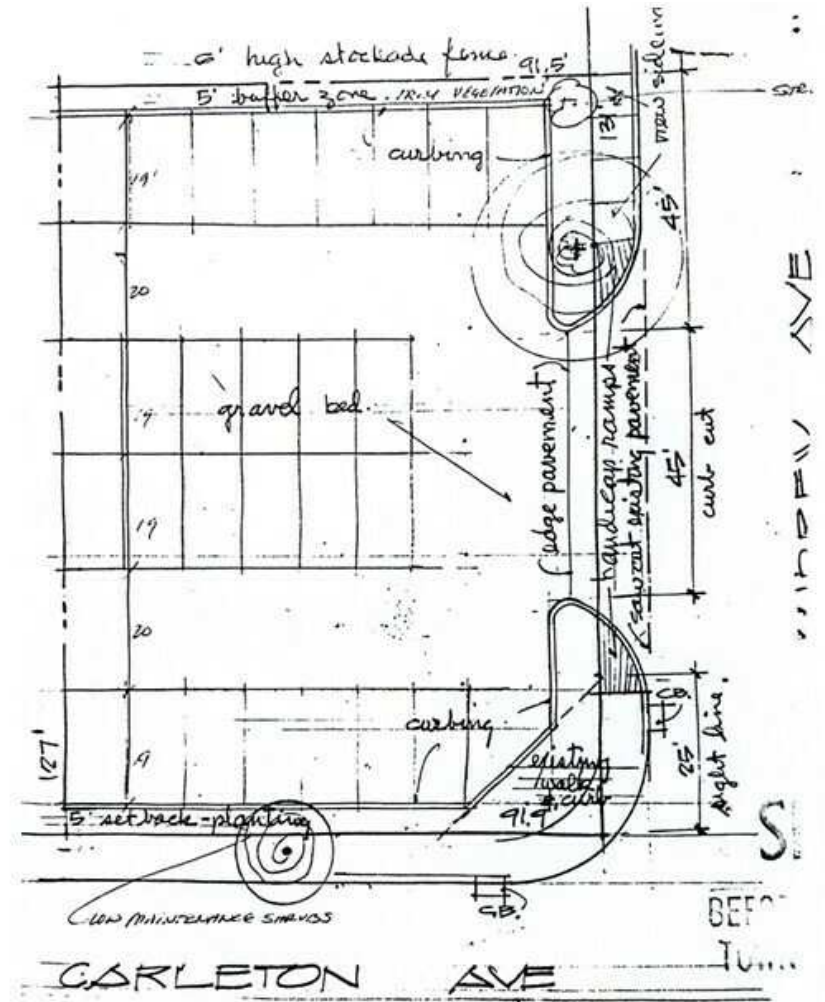 6' high stockade fence.
91.5'
5' buffer zone. TRIM VEGETATION
STR.
13'
new sidewalk
curbing
19'
45'
20
AVE
gravel bed.
19
edge pavement
handicap ramps
sawcut existing pavement
45'
curb cut
19
20
C.B.
curbing
127'
19
existing
walk
& curb
25'
sight line.
5' setback-planting
91.9'
LOW MAINTENANCE SHRUBS
C.B.
CARLETON AVE